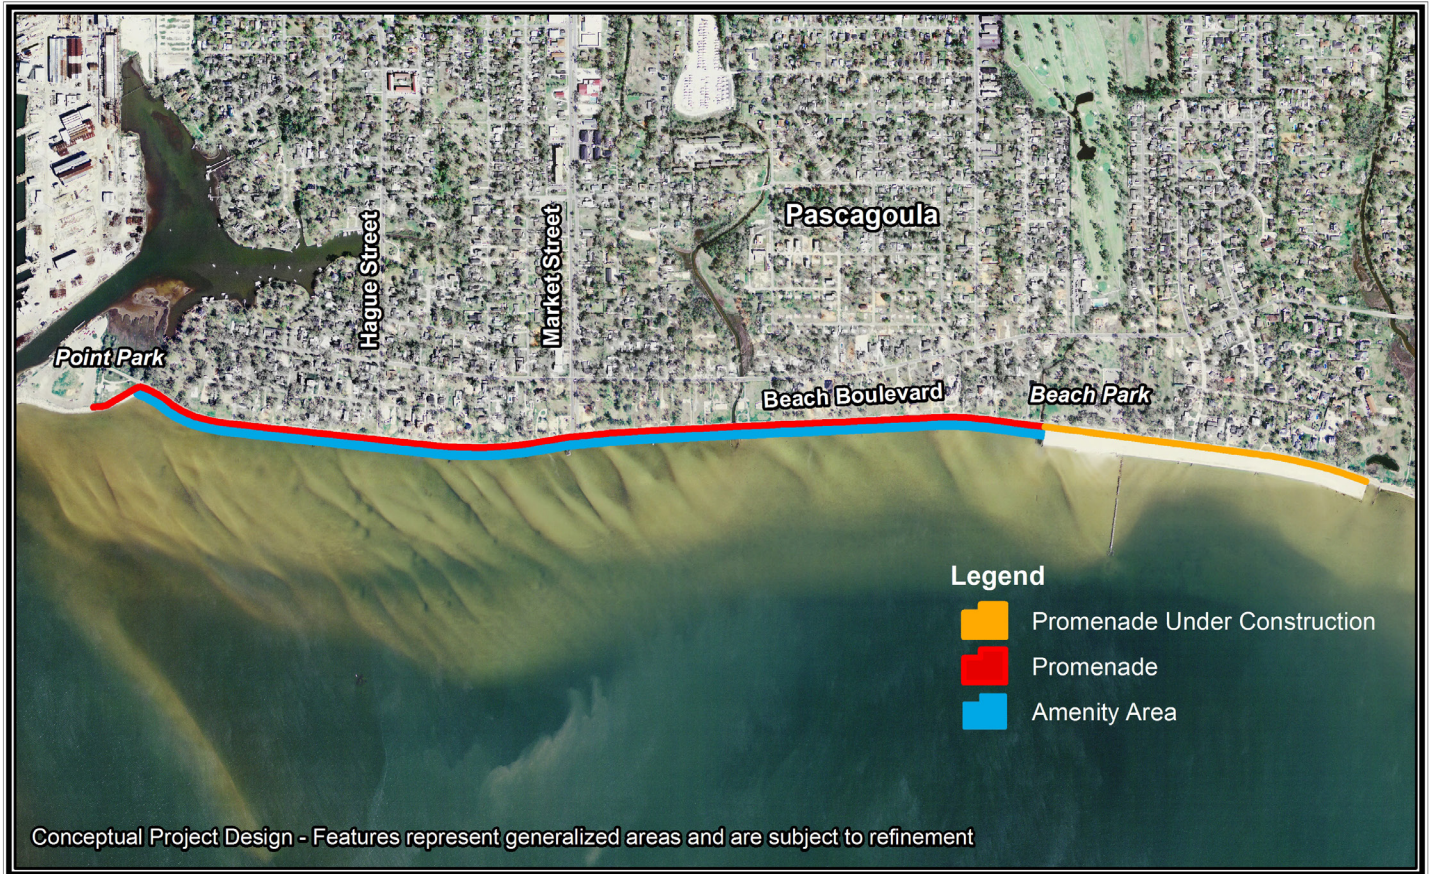 Pascagoula
Hague Street
Market Street
Point Park
Beach Boulevard
Beach Park
Legend
Promenade Under Construction
Promenade
Amenity Area
Conceptual Project Design - Features represent generalized areas and are subject to refinement